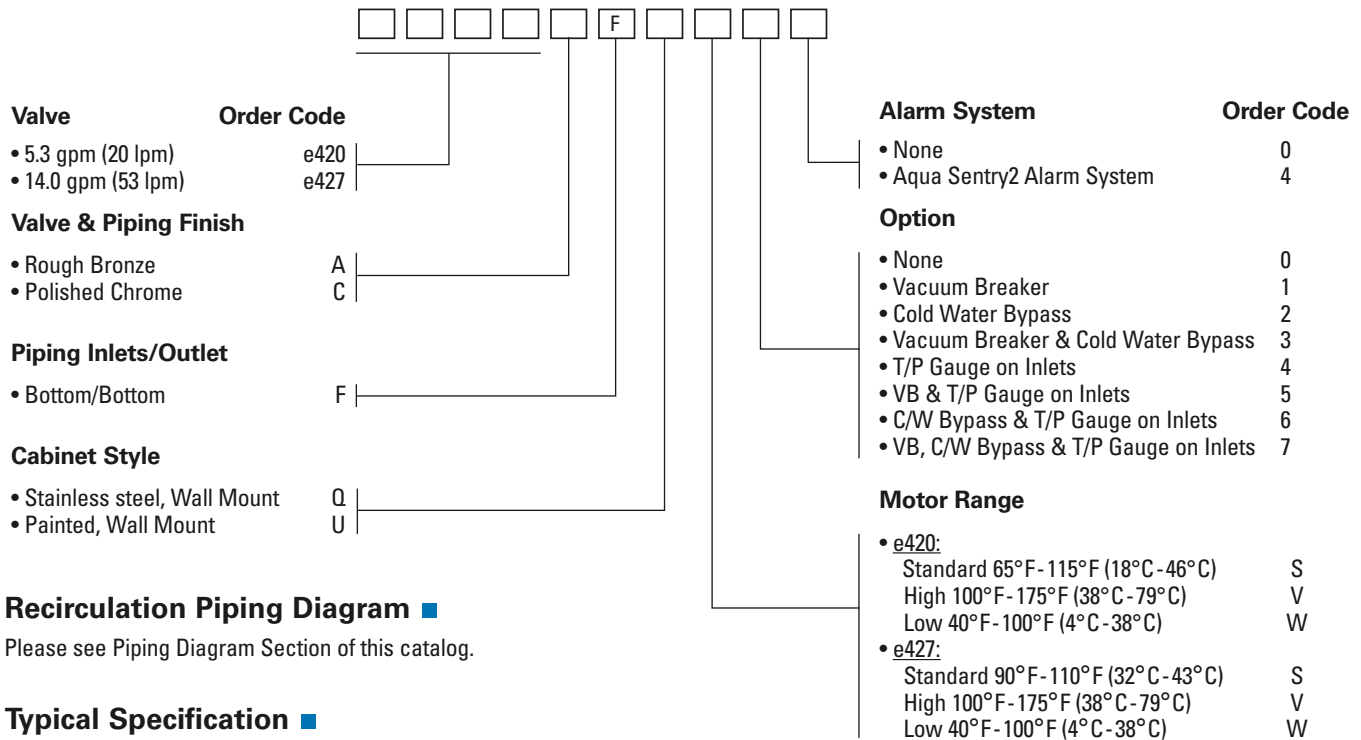 F
Valve Order Code
• 5.3 gpm (20 lpm) e420
• 14.0 gpm (53 lpm) e427
Valve & Piping Finish
• Rough Bronze A
• Polished Chrome C
Piping Inlets/Outlet
• Bottom/Bottom F
Cabinet Style
• Stainless steel, Wall Mount Q
• Painted, Wall Mount U
Recirculation Piping Diagram
Please see Piping Diagram Section of this catalog.
Typical Specification
Alarm System Order Code
• None 0
• Aqua Sentry2 Alarm System 4
Option
• None 0
• Vacuum Breaker 1
• Cold Water Bypass 2
• Vacuum Breaker & Cold Water Bypass 3
• T/P Gauge on Inlets 4
• VB & T/P Gauge on Inlets 5
• C/W Bypass & T/P Gauge on Inlets 6
• VB, C/W Bypass & T/P Gauge on Inlets 7
Motor Range
• e420:
Standard 65°F-115°F (18°C-46°C) S
High 100°F-175°F (38°C-79°C) V
Low 40°F-100°F (4°C-38°C) W
• e427:
Standard 90°F-110°F (32°C-43°C) S
High 100°F-175°F (38°C-79°C) V
Low 40°F-100°F (4°C-38°C) W